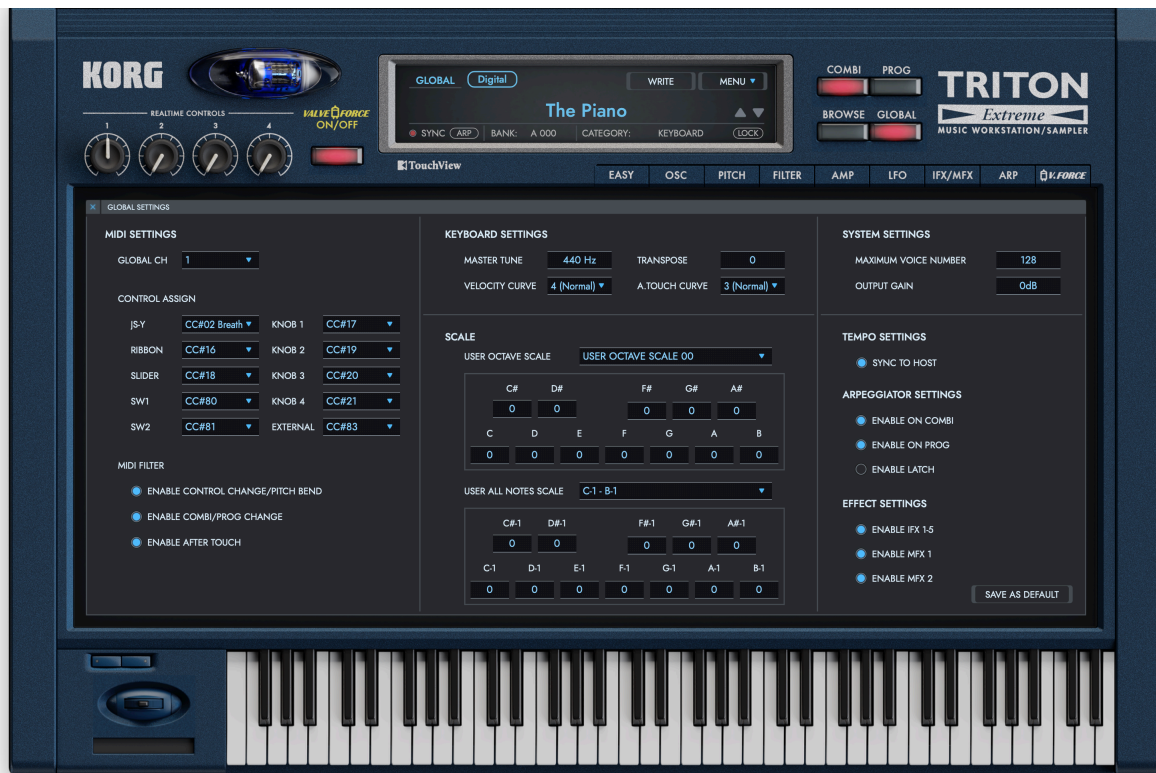 KORG
REALTIME CONTROLS
1 2 3 4
VALVE FORCE
ON/OFF
GLOBAL Digital WRITE MENU
The Piano
SYNC ARP BANK: A 000 CATEGORY: KEYBOARD LOCK
TouchView
COMBI PROG
BROWSE GLOBAL
TRITON
Extreme
MUSIC WORKSTATION/SAMPLER
EASY OSC PITCH FILTER AMP LFO IFX/MFX ARP V.FORCE
GLOBAL SETTINGS
MIDI SETTINGS
GLOBAL CH 1
CONTROL ASSIGN
JS-Y CC#02 Breath KNOB 1 CC#17
RIBBON CC#16 KNOB 2 CC#19
SLIDER CC#18 KNOB 3 CC#20
SW1 CC#80 KNOB 4 CC#21
SW2 CC#81 EXTERNAL CC#83
MIDI FILTER
ENABLE CONTROL CHANGE/PITCH BEND
ENABLE COMBI/PROG CHANGE
ENABLE AFTER TOUCH
KEYBOARD SETTINGS
MASTER TUNE 440 Hz TRANSPOSE 0
VELOCITY CURVE 4 (Normal) A.TOUCH CURVE 3 (Normal)
SCALE
USER OCTAVE SCALE USER OCTAVE SCALE 00
C# D# F# G# A#
0 0 0 0 0
C D E F G A B
0 0 0 0 0 0 0
USER ALL NOTES SCALE C-1 - B-1
C#-1 D#-1 F#-1 G#-1 A#-1
0 0 0 0 0
C-1 D-1 E-1 F-1 G-1 A-1 B-1
0 0 0 0 0 0 0
SYSTEM SETTINGS
MAXIMUM VOICE NUMBER 128
OUTPUT GAIN 0dB
TEMPO SETTINGS
SYNC TO HOST
ARPEGGIATOR SETTINGS
ENABLE ON COMBI
ENABLE ON PROG
ENABLE LATCH
EFFECT SETTINGS
ENABLE IFX 1-5
ENABLE MFX 1
ENABLE MFX 2
SAVE AS DEFAULT